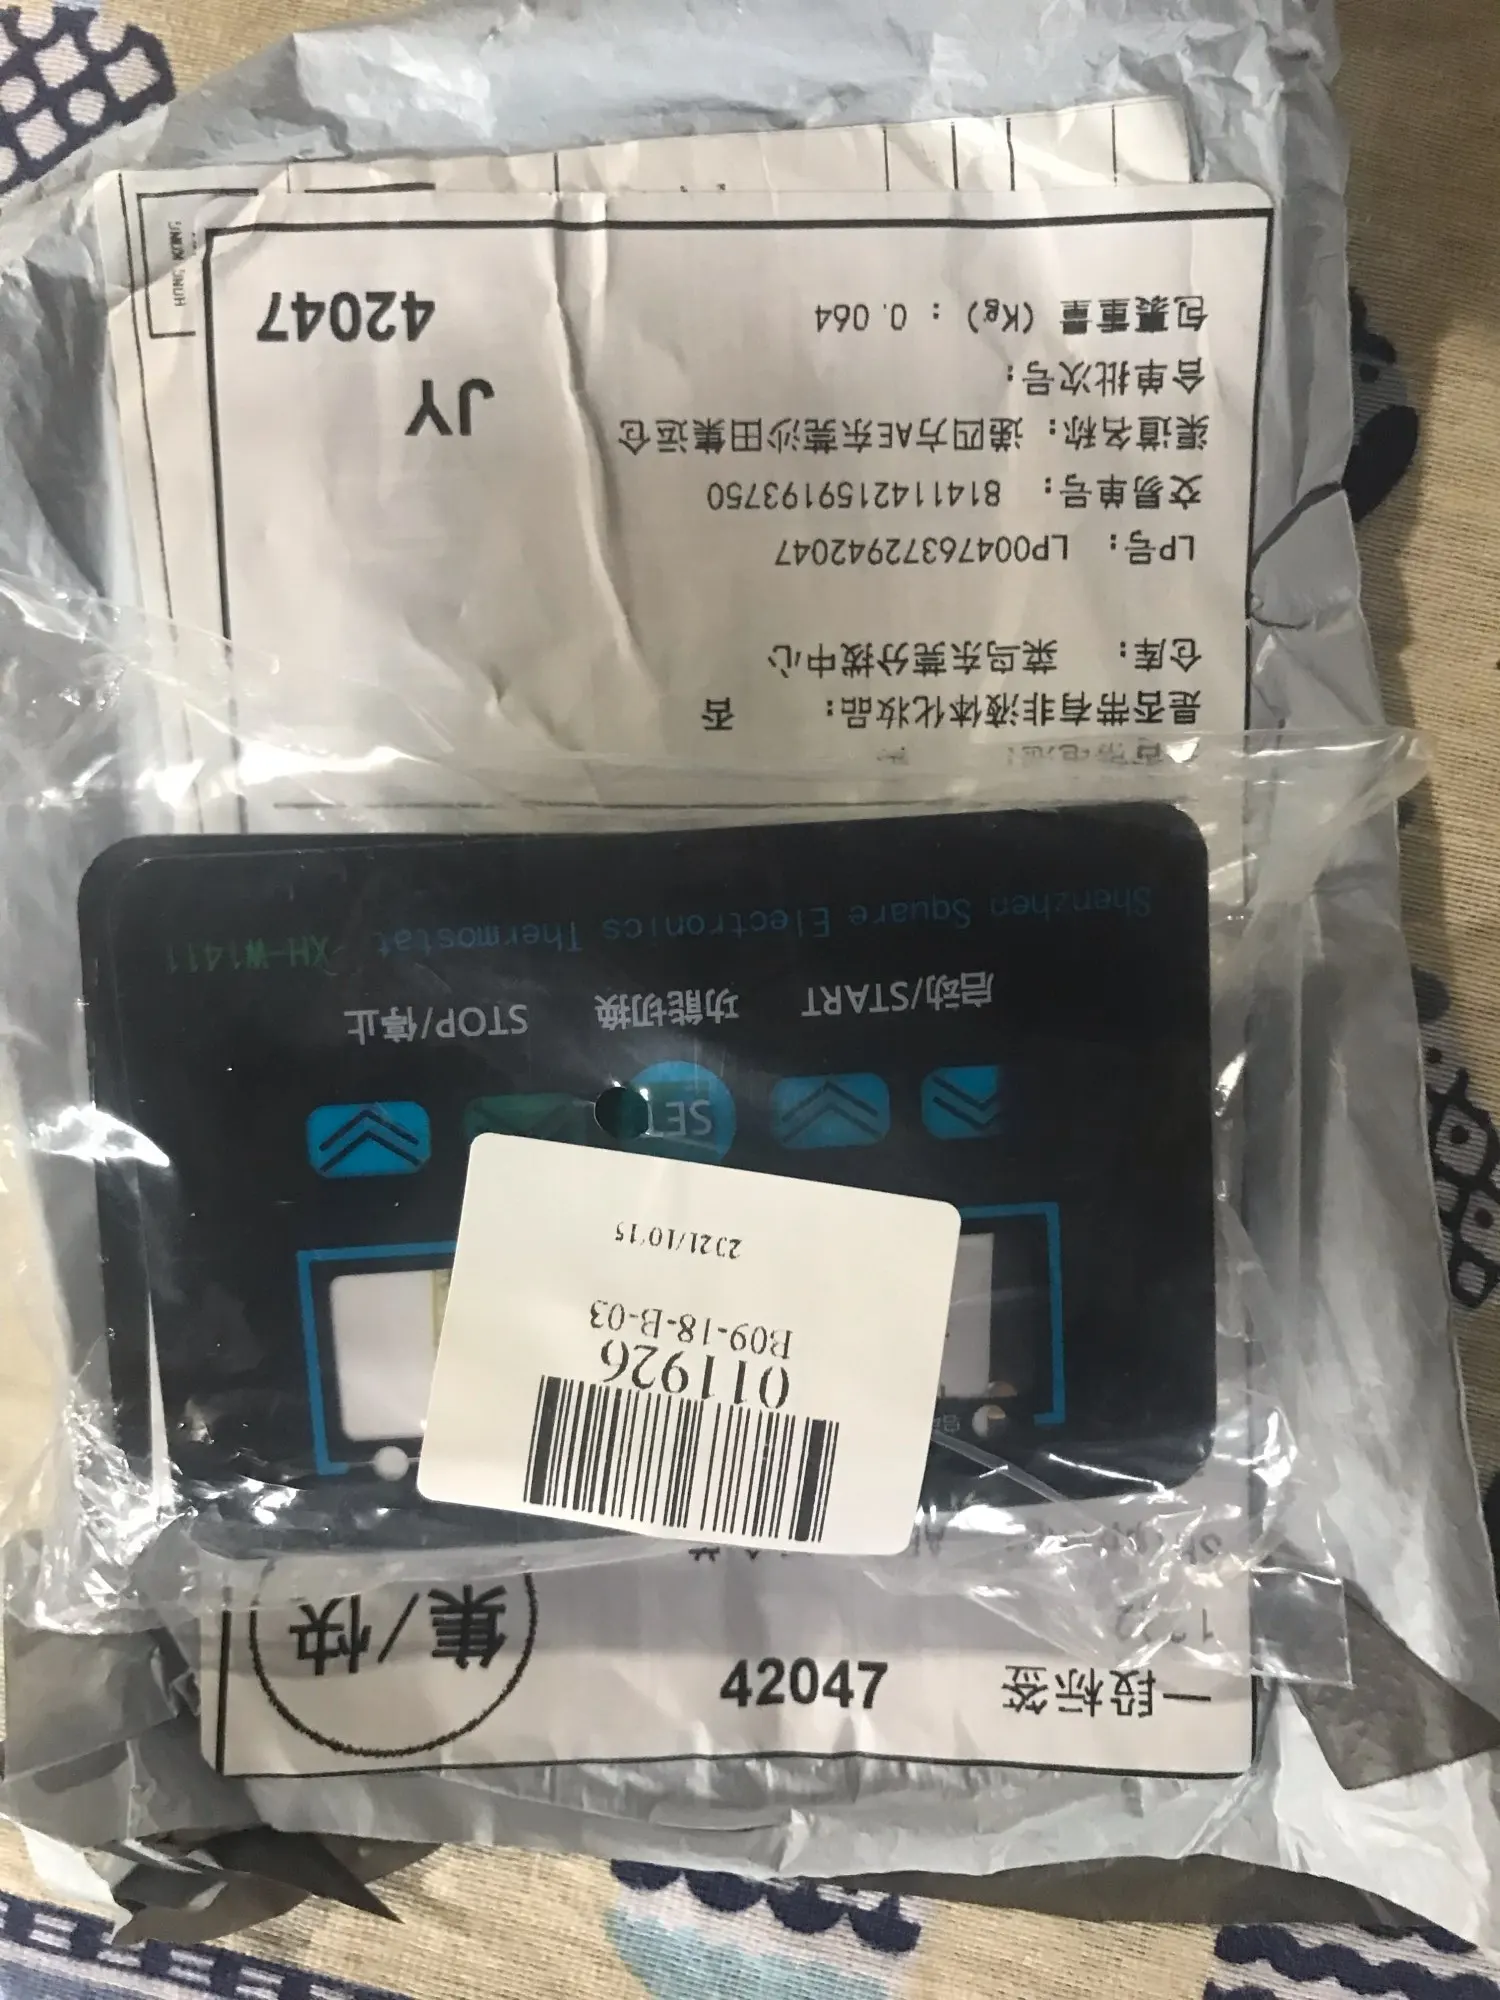 一段标签 42047 集/快
011926
B09-18-B-03
2021/10/15
SET
启动/START 功能切换 STOP/停止
Shenzhen Square Electronics Thermostat XH-W1411
是否带有非液体化妆品: 否
仓库: 菜鸟东莞分拨中心
LP号: LP00476372942047
交易单号: 8141142159193750
渠道名称: 递四方AE东莞沙田集运仓
JY
合单批次号:
包裹重量 (Kg) : 0.064
42047